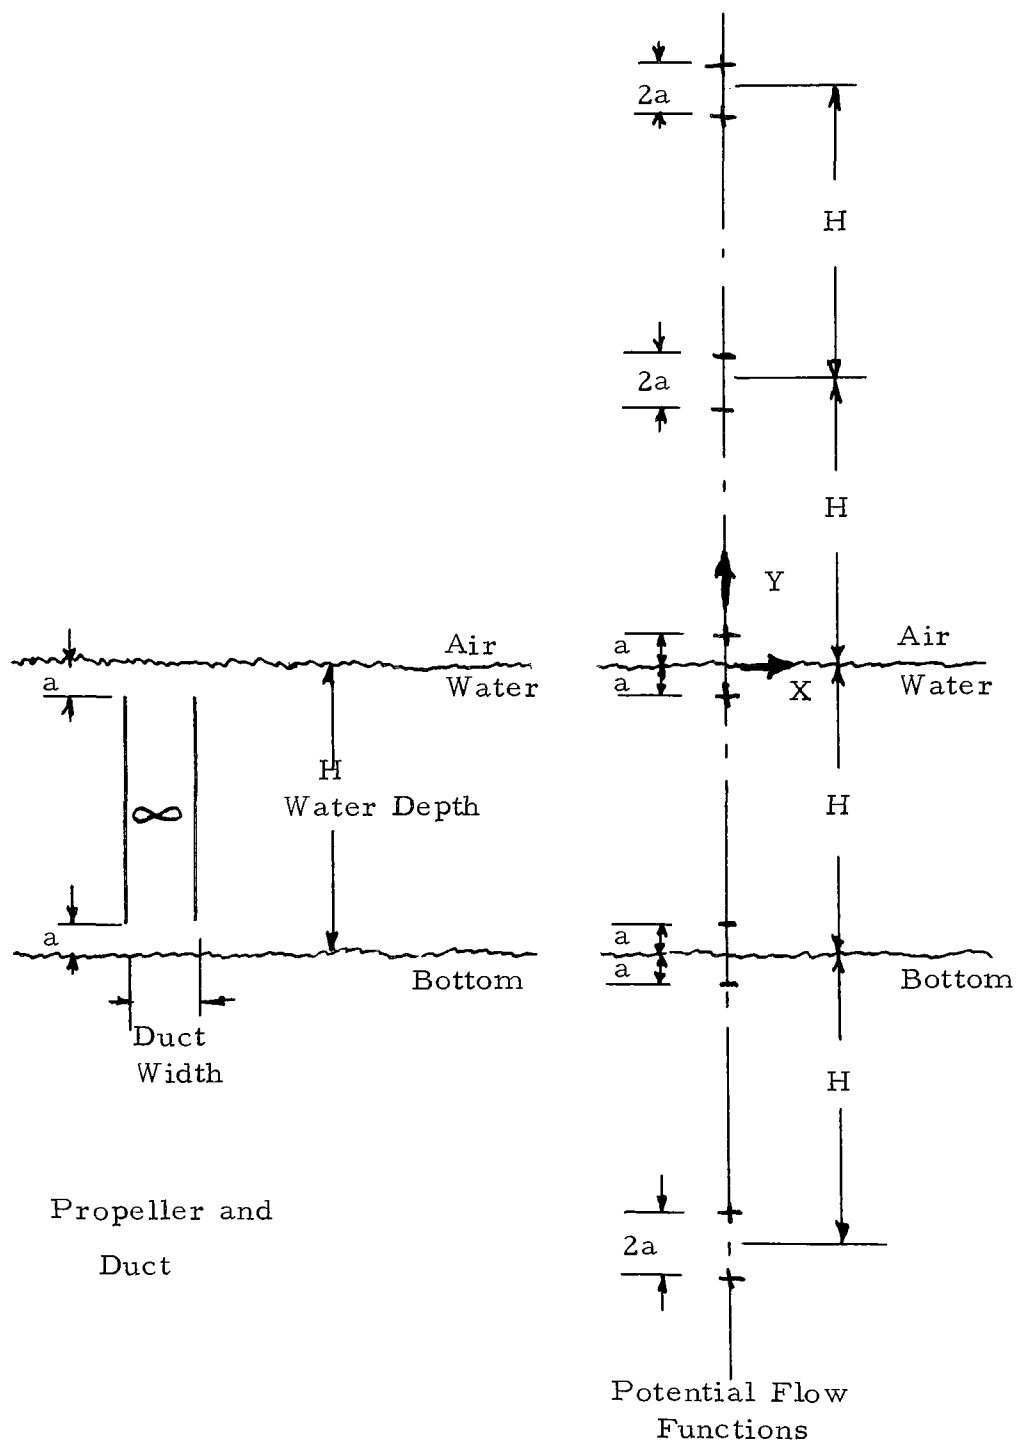 2a
H
2a
H
Y
Air
Water
a
a
X
Air
Water
a
H
Water Depth
H
a
Bottom
Duct
Width
a
a
Bottom
H
Propeller and
Duct
2a
Potential Flow
Functions